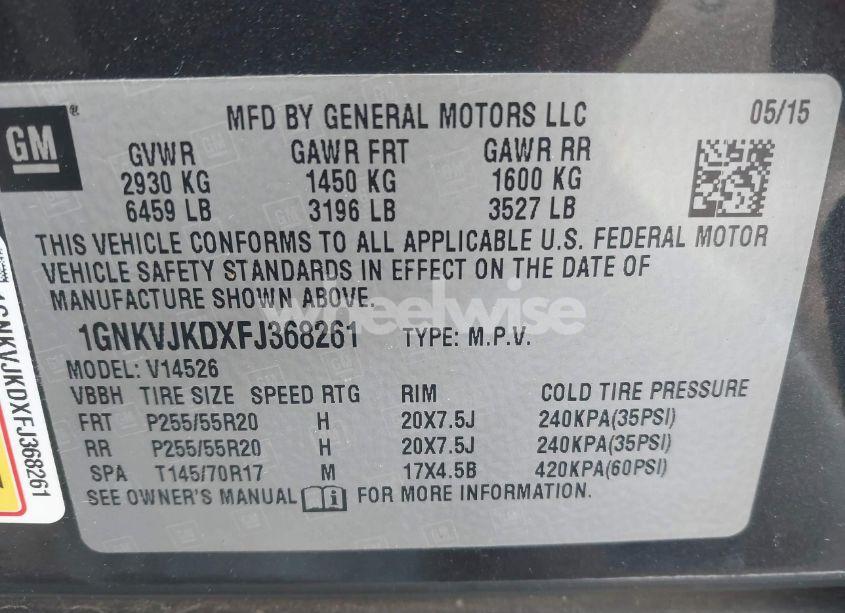 GM ®
MFD BY GENERAL MOTORS LLC 05/15
GVWR GAWR FRT GAWR RR
2930 KG 1450 KG 1600 KG
6459 LB 3196 LB 3527 LB
THIS VEHICLE CONFORMS TO ALL APPLICABLE U.S. FEDERAL MOTOR
VEHICLE SAFETY STANDARDS IN EFFECT ON THE DATE OF
MANUFACTURE SHOWN ABOVE.
wheelwise
1GNKVJKDXFJ368261 TYPE: M.P.V.
MODEL: V14526
VBBH TIRE SIZE SPEED RTG RIM COLD TIRE PRESSURE
FRT P255/55R20 H 20X7.5J 240KPA(35PSI)
RR P255/55R20 H 20X7.5J 240KPA(35PSI)
SPA T145/70R17 M 17X4.5B 420KPA(60PSI)
SEE OWNER'S MANUAL FOR MORE INFORMATION.
1GNKVJKDXFJ368261